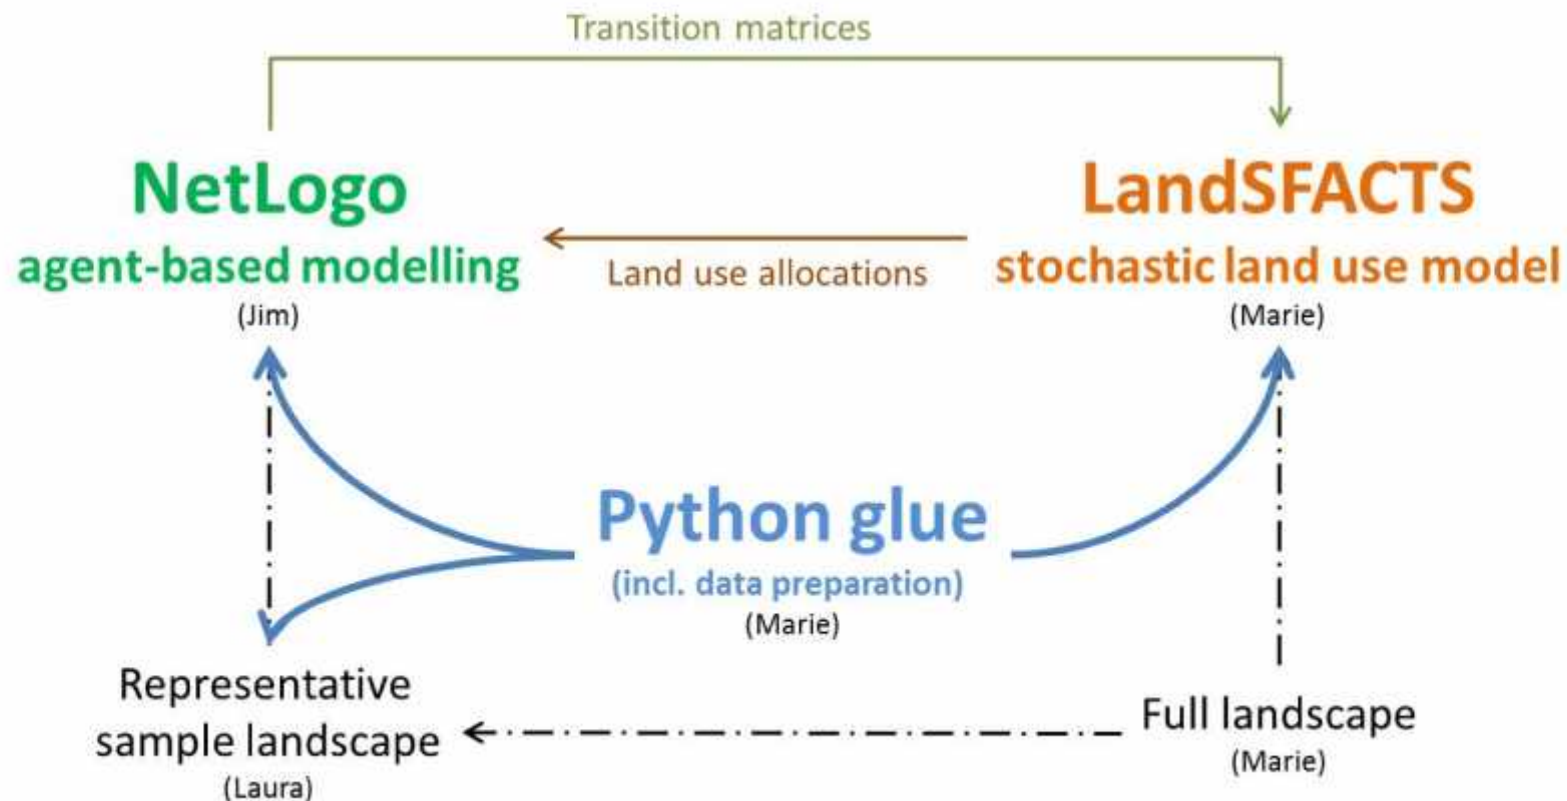 Transition matrices
NetLogo
agent-based modelling
(Jim)
Land use allocations
LandSFACTS
stochastic land use model
(Marie)
Python glue
(incl. data preparation)
(Marie)
Representative
sample landscape
(Laura)
Full landscape
(Marie)